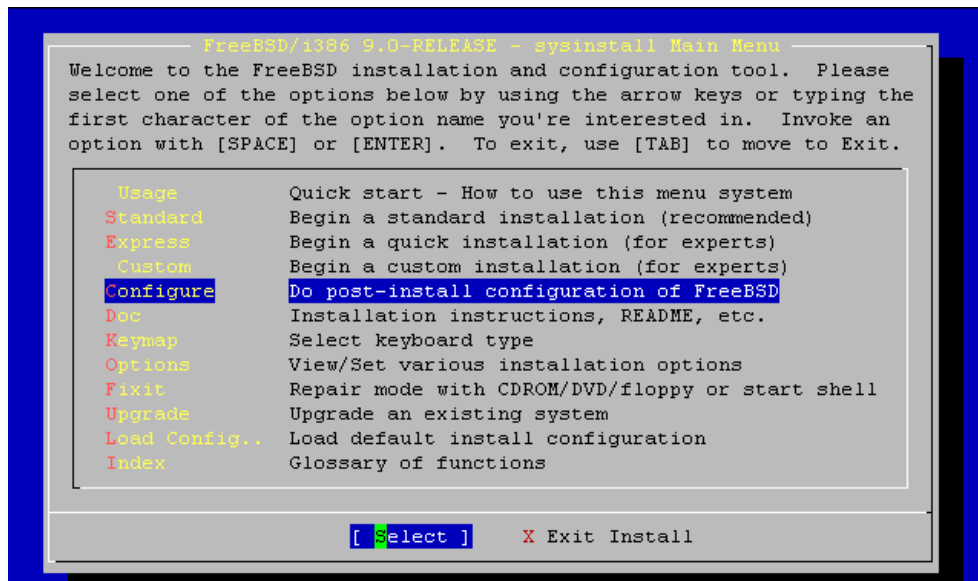 FreeBSD/i386 9.0-RELEASE - sysinstall Main Menu
Welcome to the FreeBSD installation and configuration tool.  Please
select one of the options below by using the arrow keys or typing the
first character of the option name you're interested in.  Invoke an
option with [SPACE] or [ENTER].  To exit, use [TAB] to move to Exit.
Usage Quick start - How to use this menu system
Standard Begin a standard installation (recommended)
Express Begin a quick installation (for experts)
Custom Begin a custom installation (for experts)
Configure Do post-install configuration of FreeBSD
Doc Installation instructions, README, etc.
Keymap Select keyboard type
Options View/Set various installation options
Fixit Repair mode with CDROM/DVD/floppy or start shell
Upgrade Upgrade an existing system
Load Config.. Load default install configuration
Index Glossary of functions
[ Select ] X Exit Install